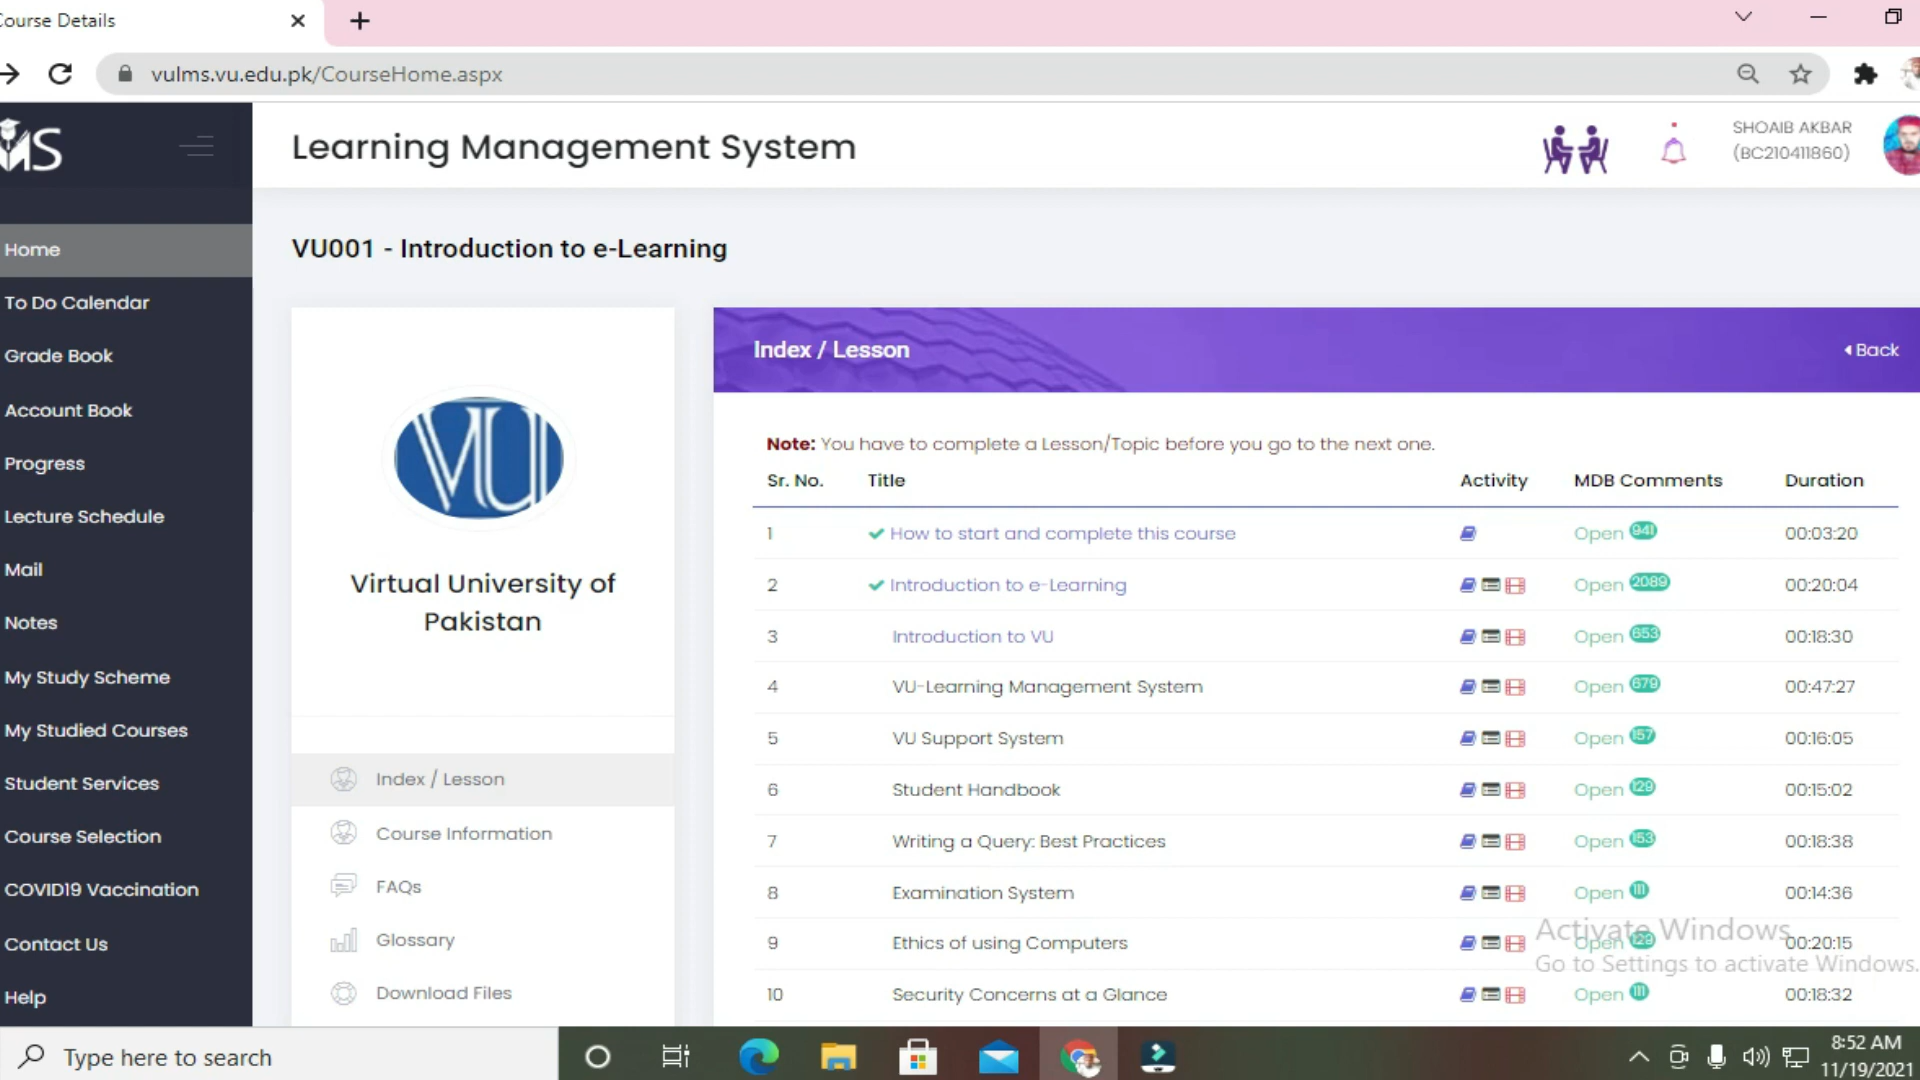 Course Details
vulms.vu.edu.pk/CourseHome.aspx
Learning Management System
SHOAIB AKBAR
(BC210411860)
Home
To Do Calendar
Grade Book
Account Book
Progress
Lecture Schedule
Mail
Notes
My Study Scheme
My Studied Courses
Student Services
Course Selection
COVID19 Vaccination
Contact Us
Help
VU001 - Introduction to e-Learning
VU
Virtual University of
Pakistan
Index / Lesson
Course Information
FAQs
Glossary
Download Files
Index / Lesson
Back
Note: You have to complete a Lesson/Topic before you go to the next one.
Sr. No. Title Activity MDB Comments Duration
1 How to start and complete this course Open 941 00:03:20
2 Introduction to e-Learning Open 2089 00:20:04
3 Introduction to VU Open 653 00:18:30
4 VU-Learning Management System Open 679 00:47:27
5 VU Support System Open 157 00:16:05
6 Student Handbook Open 129 00:15:02
7 Writing a Query: Best Practices Open 153 00:18:38
8 Examination System Open 111 00:14:36
9 Ethics of using Computers Open 129 00:20:15
10 Security Concerns at a Glance Open 111 00:18:32
Activate Windows
Go to Settings to activate Windows.
Type here to search
8:52 AM
11/19/2021